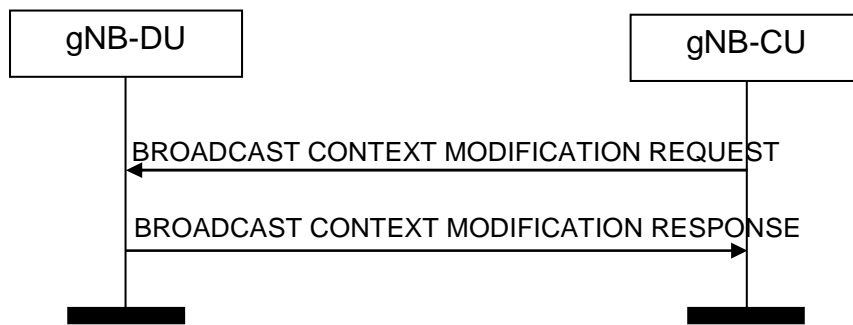 gNB-DU
gNB-CU
BROADCAST CONTEXT MODIFICATION REQUEST
BROADCAST CONTEXT MODIFICATION RESPONSE